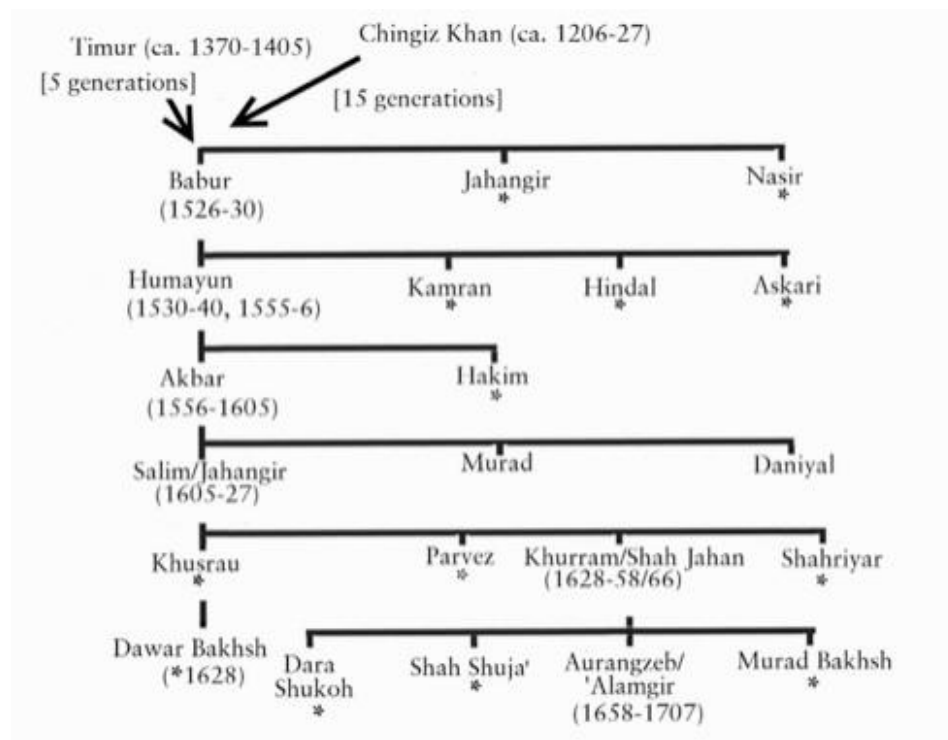 Timur (ca. 1370-1405)
Chingiz Khan (ca. 1206-27)
[5 generations]
[15 generations]
Babur
Jahangir
Nasir
(1526-30)
*
*
Humayun
Kamran
Hindal
Askari
(1530-40, 1555-6)
*
*
*
Akbar
Hakim
(1556-1605)
*
Salim/Jahangir
Murad
Daniyal
(1605-27)
Khusrau
Parvez
Khurram/Shah Jahan
Shahriyar
*
*
(1628-58/66)
*
Dawar Bakhsh
(*1628)
Dara
Shukoh
*
Shah Shuja'
*
Aurangzeb/
'Alamgir
(1658-1707)
Murad Bakhsh
*